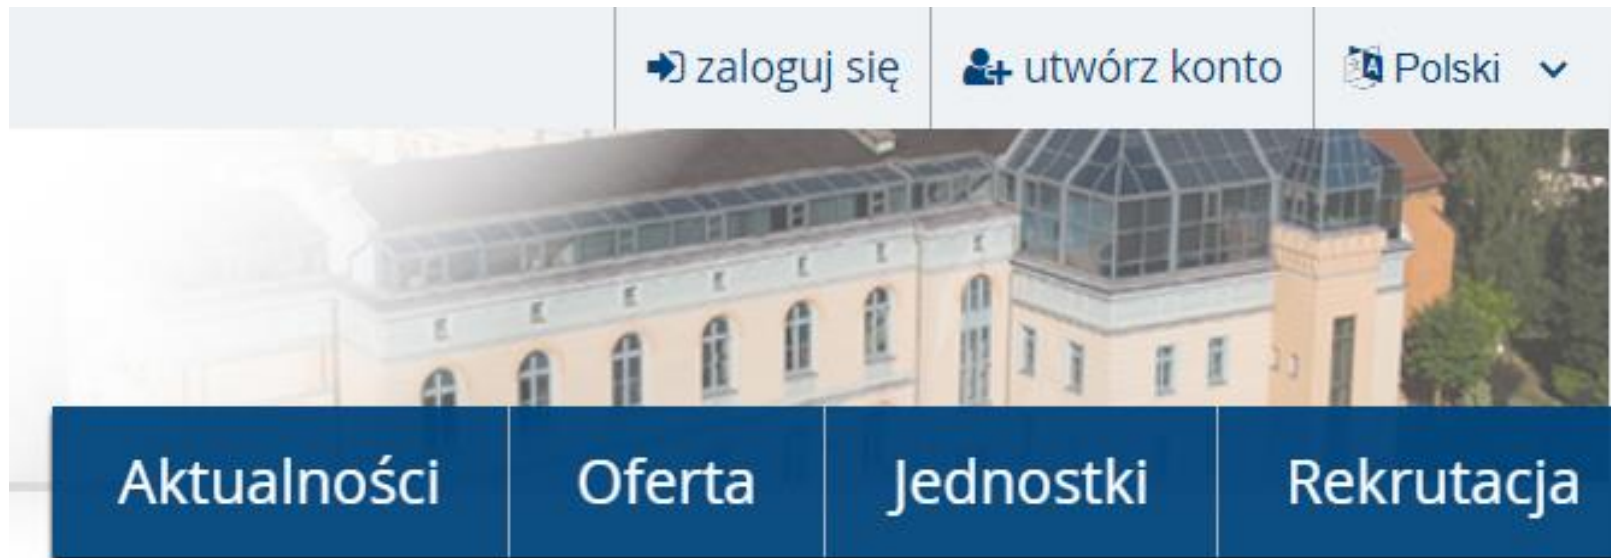 zaloguj się utwórz konto Polski
Aktualności Oferta Jednostki Rekrutacja